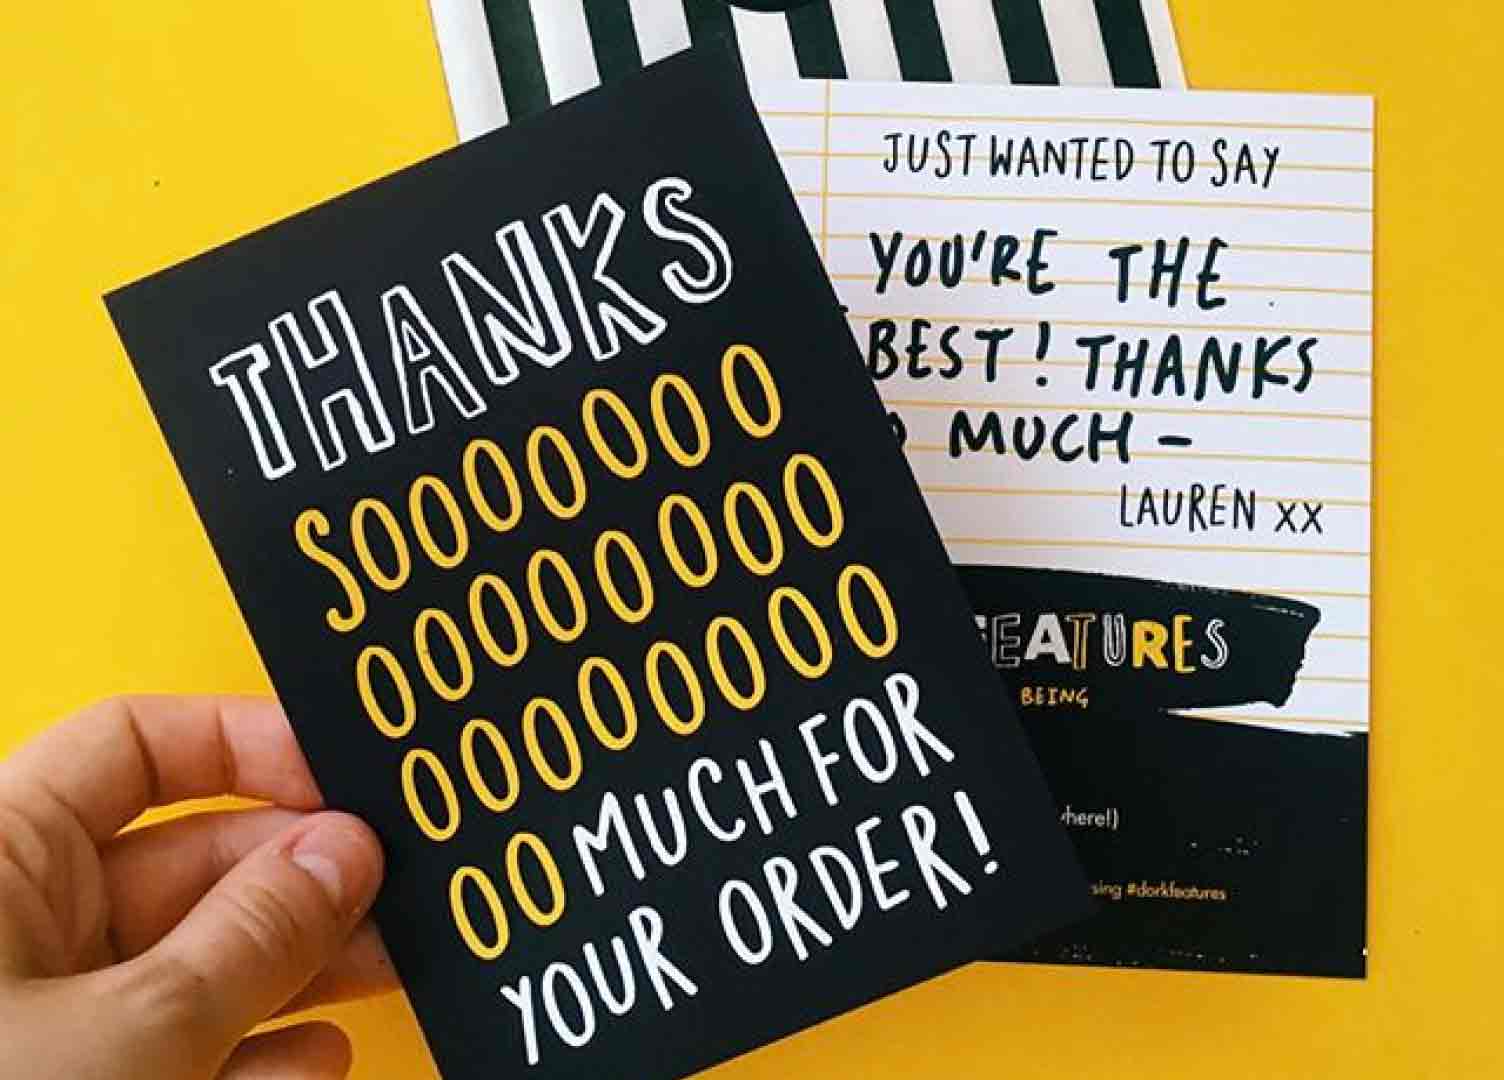 THANKS
SOOOOOOO
OOOOOOOO
OOOOOOOO
OO MUCH FOR
YOUR ORDER!
JUST WANTED TO SAY
YOU'RE THE
BEST! THANKS
MUCH -
LAUREN XX
FEATURES
BEING
here!)
sing #dorkfeatures